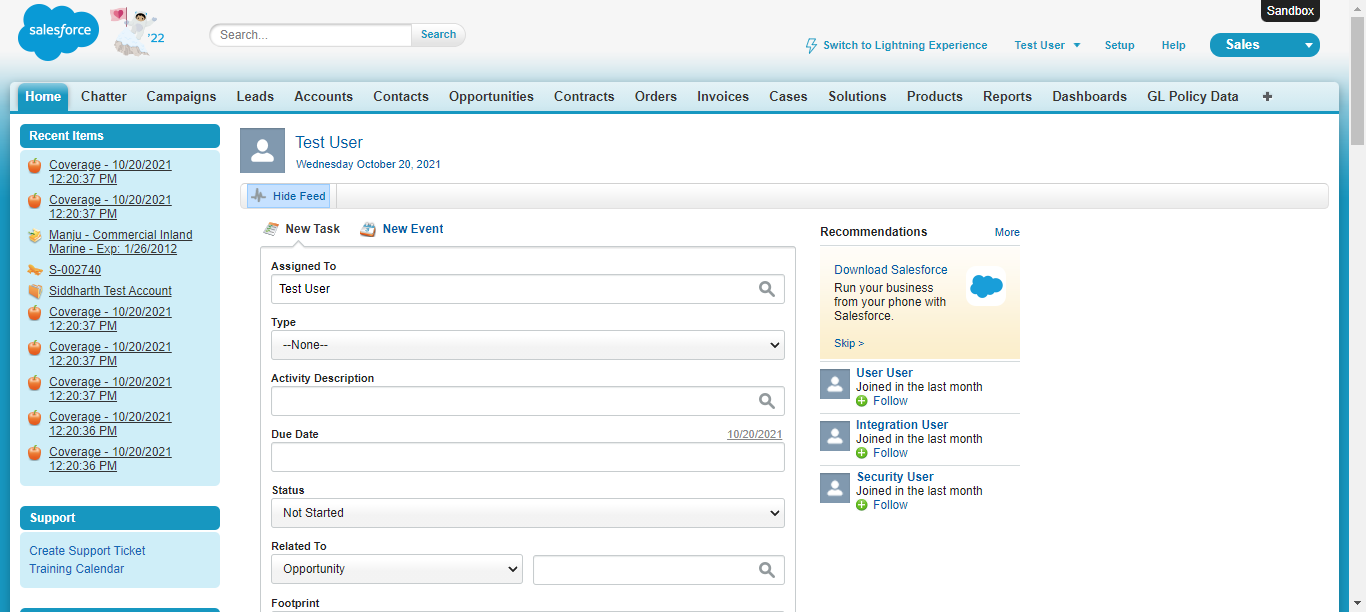 Sandbox
salesforce
'22
Search...
Search
Switch to Lightning Experience
Test User
Setup
Help
Sales
Home
Chatter
Campaigns
Leads
Accounts
Contacts
Opportunities
Contracts
Orders
Invoices
Cases
Solutions
Products
Reports
Dashboards
GL Policy Data
+
Recent Items
Coverage - 10/20/2021
12:20:37 PM
Coverage - 10/20/2021
12:20:37 PM
Manju - Commercial Inland
Marine - Exp: 1/26/2012
S-002740
Siddharth Test Account
Coverage - 10/20/2021
12:20:37 PM
Coverage - 10/20/2021
12:20:37 PM
Coverage - 10/20/2021
12:20:37 PM
Coverage - 10/20/2021
12:20:36 PM
Coverage - 10/20/2021
12:20:36 PM
Support
Create Support Ticket
Training Calendar
Test User
Wednesday October 20, 2021
Hide Feed
New Task
New Event
Assigned To
Test User
Type
--None--
Activity Description
Due Date
10/20/2021
Status
Not Started
Related To
Opportunity
Footprint
Recommendations
More
Download Salesforce
Run your business
from your phone with
Salesforce.
Skip >
User User
Joined in the last month
Follow
Integration User
Joined in the last month
Follow
Security User
Joined in the last month
Follow